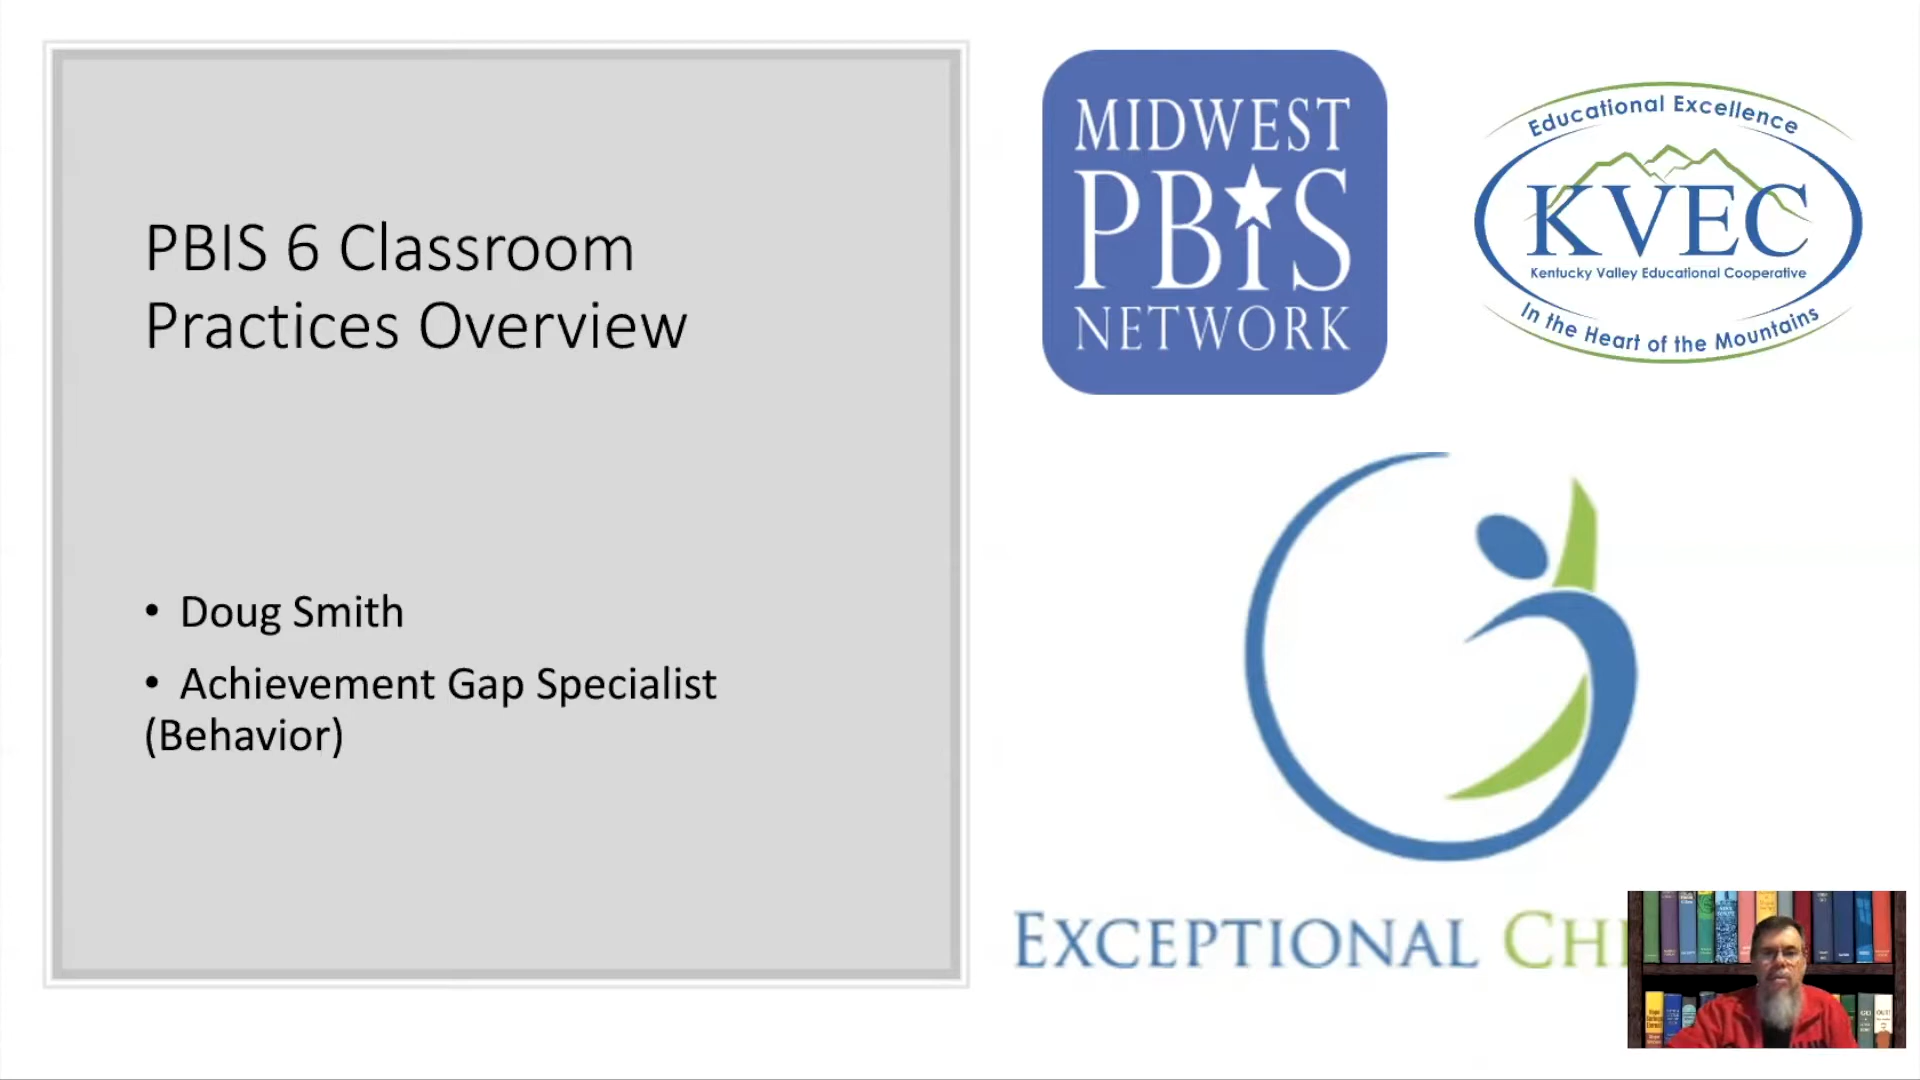 PBIS 6 Classroom
Practices Overview
• Doug Smith
• Achievement Gap Specialist
(Behavior)
MIDWEST
PBIS
NETWORK
Educational Excellence
KVEC
Kentucky Valley Educational Cooperative
In the Heart of the Mountains
EXCEPTIONAL CH